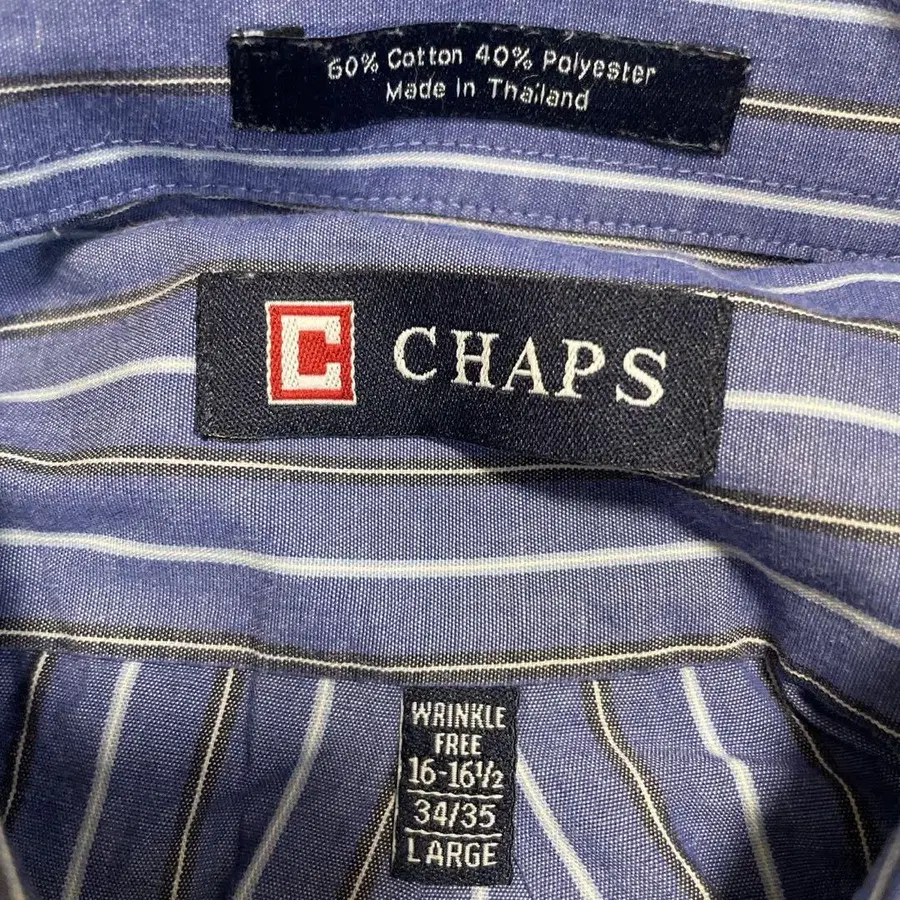 60% Cotton 40% Polyester
Made In Thailand
C CHAPS
WRINKLE
FREE
16-16½
34/35
LARGE